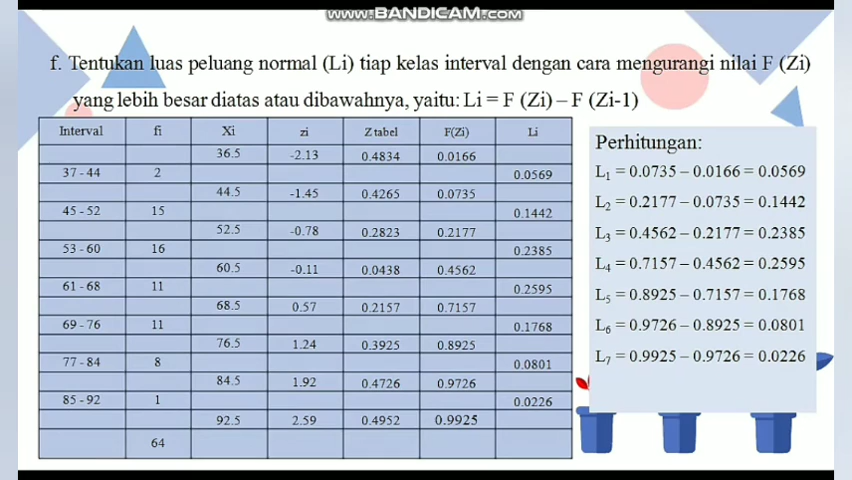 www.BANDICAM.com
f. Tentukan luas peluang normal (Li) tiap kelas interval dengan cara mengurangi nilai F (Zi)
yang lebih besar diatas atau dibawahnya, yaitu: Li = F (Zi) – F (Zi-1)
Interval fi Xi zi Z tabel F(Zi) Li
36.5 -2.13 0.4834 0.0166
37 - 44 2 0.0569
44.5 -1.45 0.4265 0.0735
45 - 52 15 0.1442
52.5 -0.78 0.2823 0.2177
53 - 60 16 0.2385
60.5 -0.11 0.0438 0.4562
61 - 68 11 0.2595
68.5 0.57 0.2157 0.7157
69 - 76 11 0.1768
76.5 1.24 0.3925 0.8925
77 - 84 8 0.0801
84.5 1.92 0.4726 0.9726
85 - 92 1 0.0226
92.5 2.59 0.4952 0.9925
64
Perhitungan:
L1 = 0.0735 – 0.0166 = 0.0569
L2 = 0.2177 – 0.0735 = 0.1442
L3 = 0.4562 – 0.2177 = 0.2385
L4 = 0.7157 – 0.4562 = 0.2595
L5 = 0.8925 – 0.7157 = 0.1768
L6 = 0.9726 – 0.8925 = 0.0801
L7 = 0.9925 – 0.9726 = 0.0226